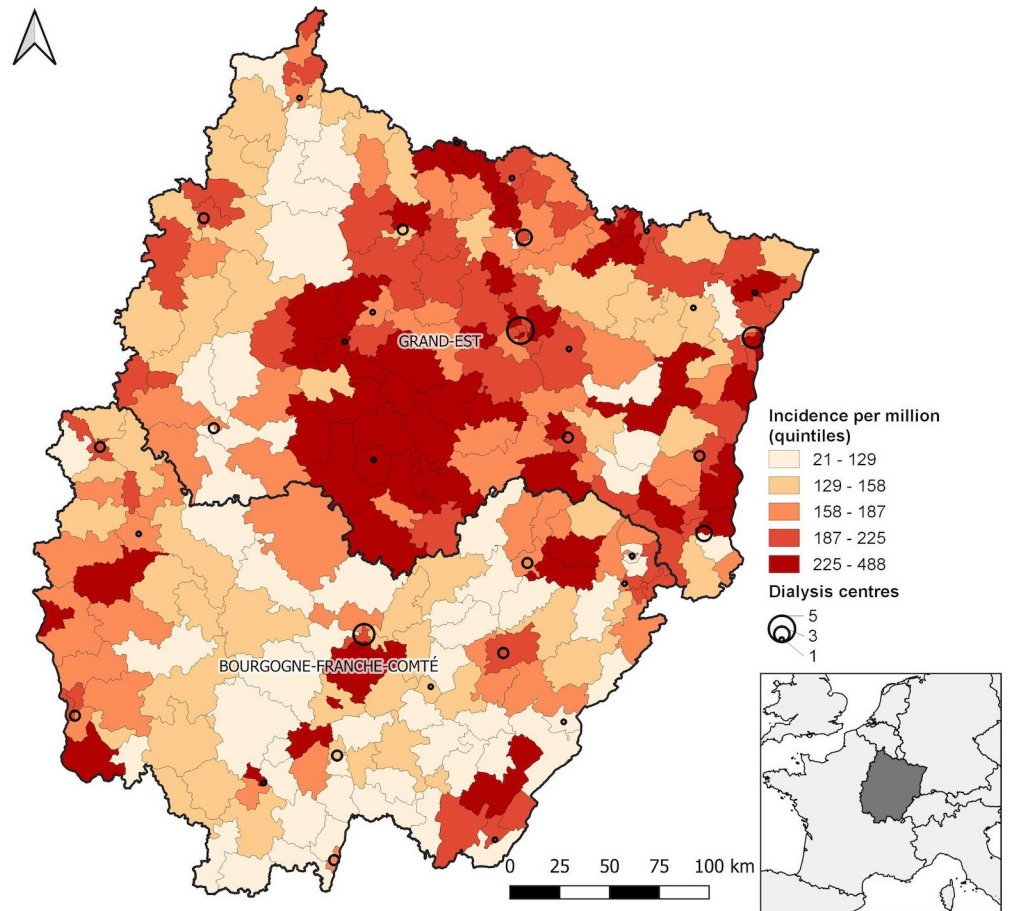 GRAND-EST
BOURGOGNE-FRANCHE-COMTÉ
Incidence per million
(quintiles)
21 - 129
129 - 158
158 - 187
187 - 225
225 - 488
Dialysis centres
5
3
1
0 25 50 75 100 km